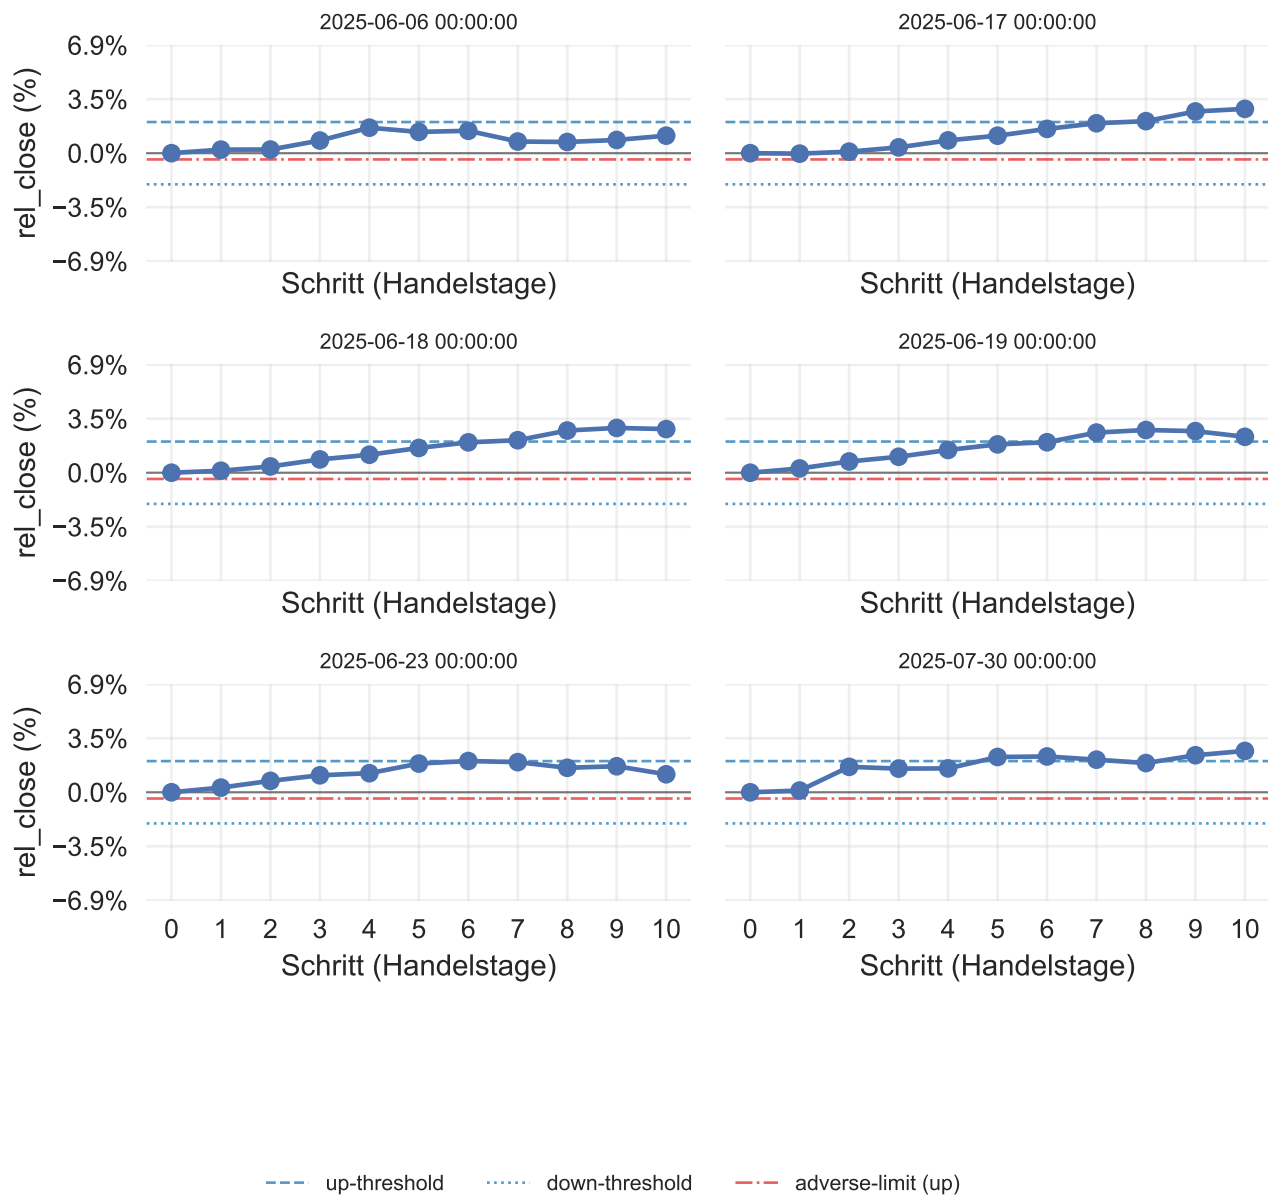 2025-06-06 00:00:00
6.9%
3.5%
0.0%
−3.5%
−6.9%
rel_close (%)
Schritt (Handelstage)
2025-06-17 00:00:00
Schritt (Handelstage)
2025-06-18 00:00:00
6.9%
3.5%
0.0%
−3.5%
−6.9%
rel_close (%)
Schritt (Handelstage)
2025-06-19 00:00:00
Schritt (Handelstage)
2025-06-23 00:00:00
6.9%
3.5%
0.0%
−3.5%
−6.9%
rel_close (%)
0 1 2 3 4 5 6 7 8 9 10
Schritt (Handelstage)
2025-07-30 00:00:00
0 1 2 3 4 5 6 7 8 9 10
Schritt (Handelstage)
up-threshold down-threshold adverse-limit (up)